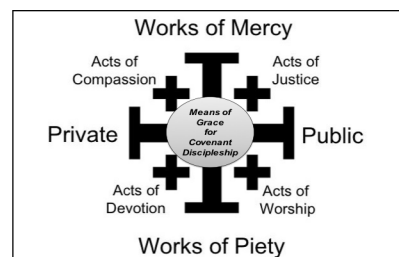 Works of Mercy
Acts of
Compassion
Acts of
Justice
Means of
Grace
for
Covenant
Discipleship
Private
Public
Acts of
Devotion
Acts of
Worship
Works of Piety